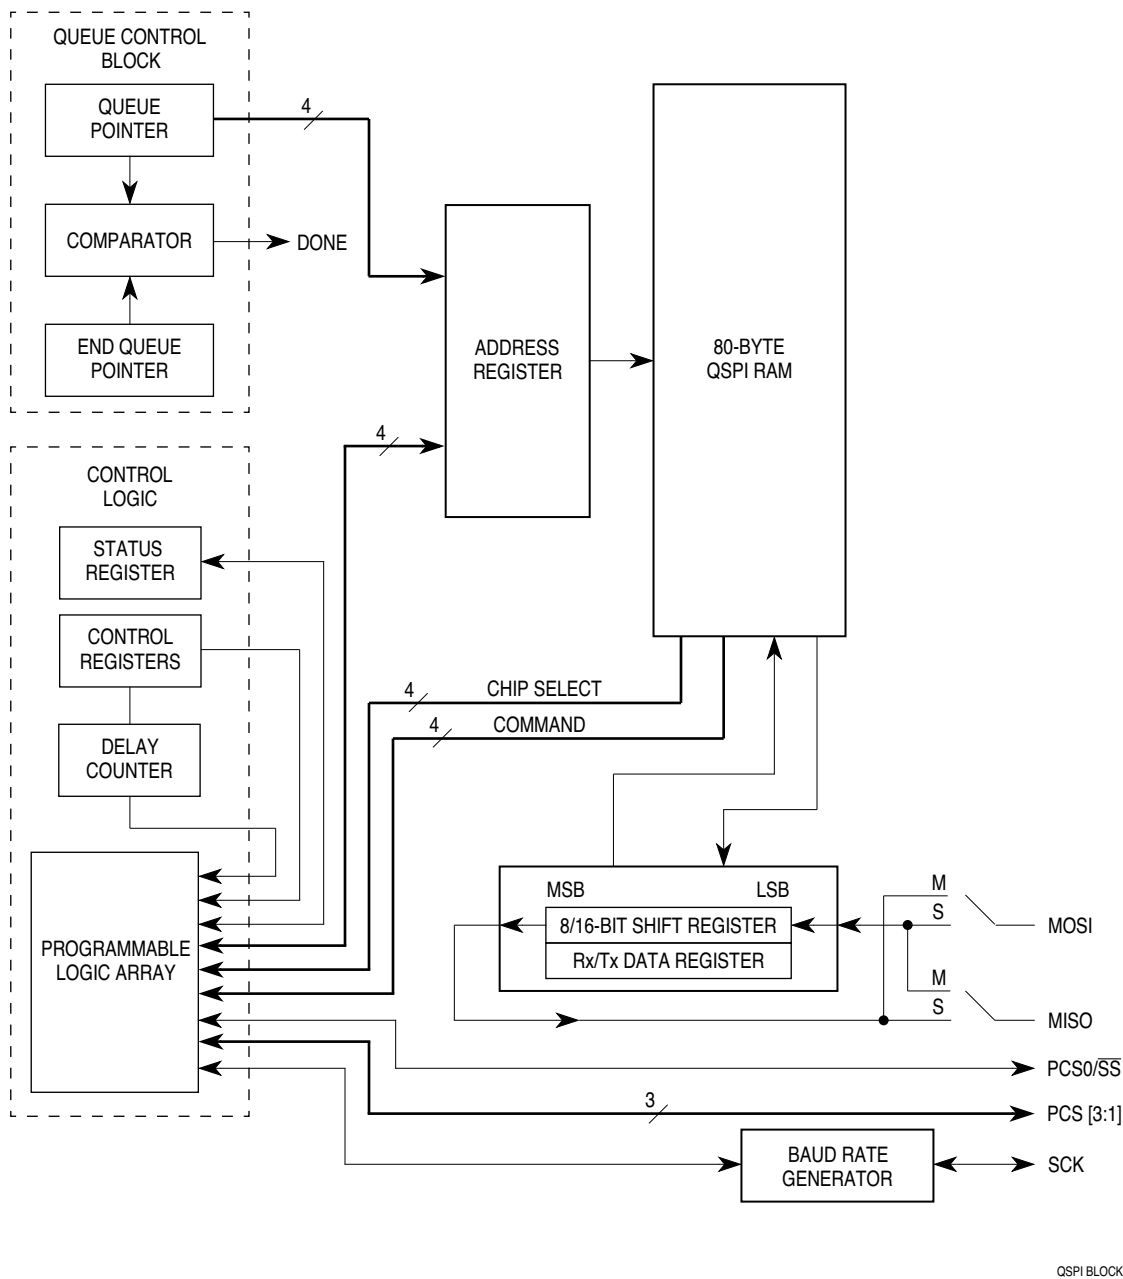 QUEUE CONTROL
BLOCK
QUEUE
POINTER
4
COMPARATOR
DONE
END QUEUE
POINTER
ADDRESS
REGISTER
80-BYTE
QSPI RAM
4
CONTROL
LOGIC
STATUS
REGISTER
CONTROL
REGISTERS
DELAY
COUNTER
4
CHIP SELECT
4
COMMAND
PROGRAMMABLE
LOGIC ARRAY
MSB
LSB
8/16-BIT SHIFT REGISTER
Rx/Tx DATA REGISTER
M
S
MOSI
M
S
MISO
PCS0/S̅S̅
3
PCS [3:1]
BAUD RATE
GENERATOR
SCK
QSPI BLOCK